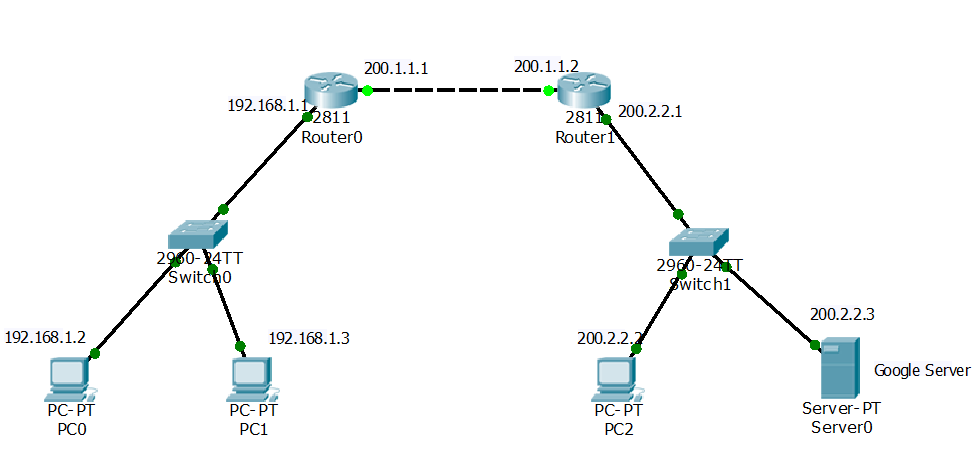 200.1.1.1
200.1.1.2
192.168.1.1
2811
Router0
2811
Router1
200.2.2.1
2960-24TT
Switch0
2960-24TT
Switch1
192.168.1.2
192.168.1.3
200.2.2.2
200.2.2.3
Google Server
PC-PT
PC0
PC-PT
PC1
PC-PT
PC2
Server-PT
Server0